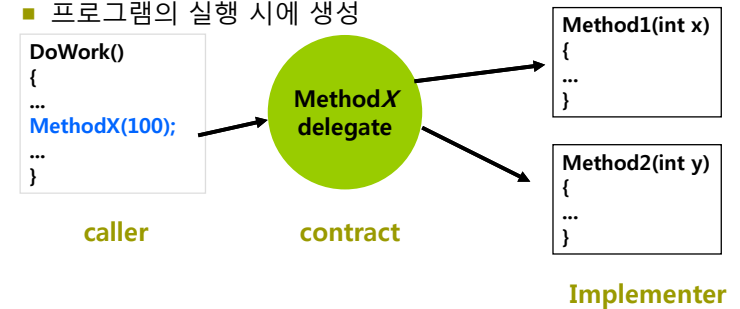 프로그램의 실행 시에 생성
DoWork()
{
...
MethodX(100);
...
}
caller
MethodX
delegate
contract
Method1(int x)
{
...
}
Method2(int y)
{
...
}
Implementer